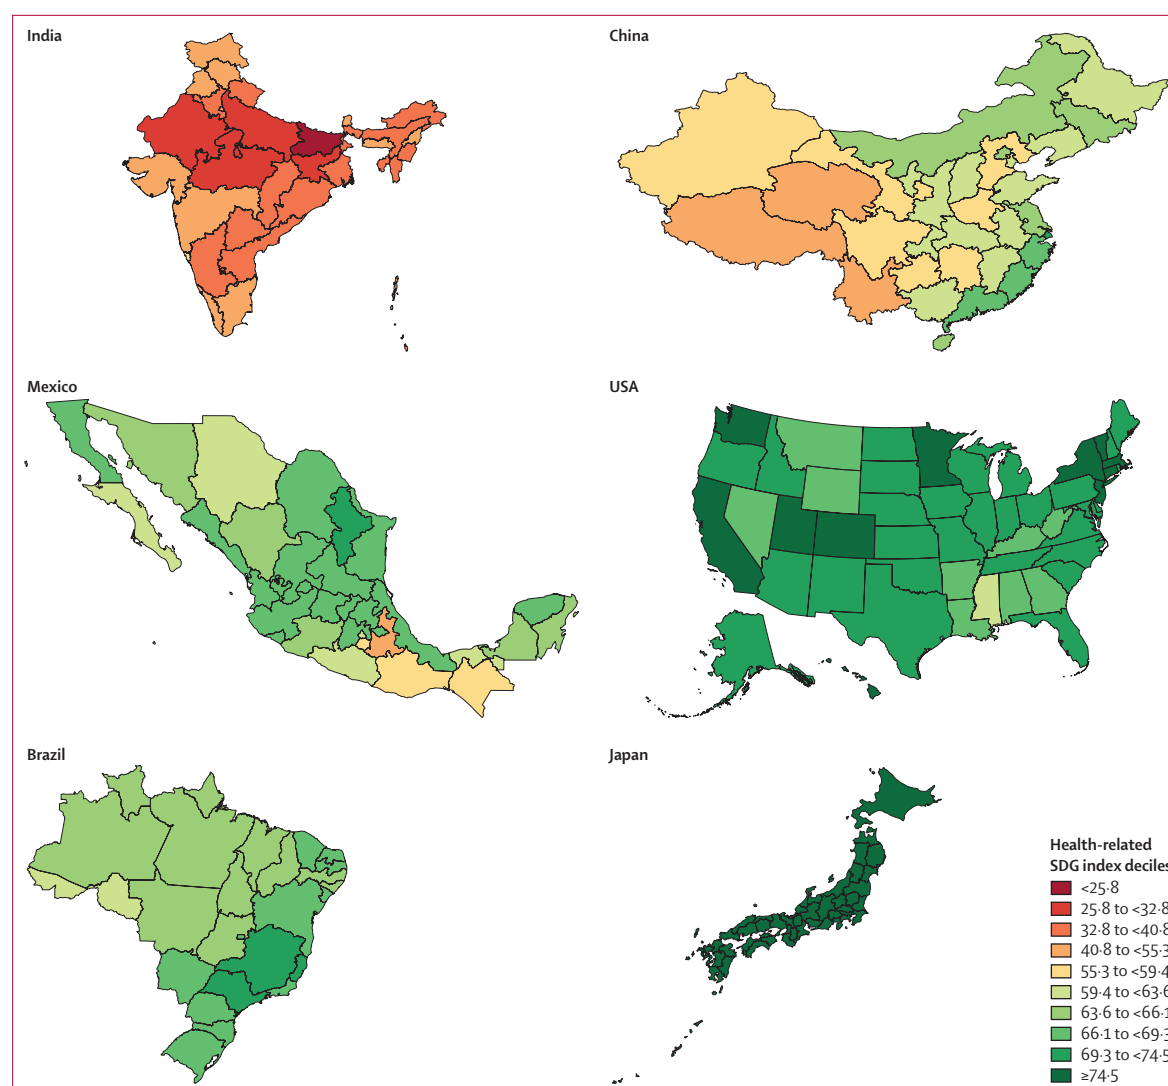 India
China
Mexico
USA
Brazil
Japan
Health-related
SDG index deciles
<25·8
25·8 to <32·8
32·8 to <40·8
40·8 to <55·3
55·3 to <59·4
59·4 to <63·6
63·6 to <66·1
66·1 to <69·3
69·3 to <74·5
≥74·5